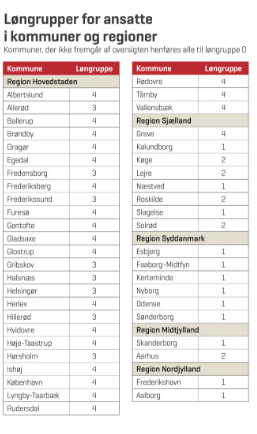 Løngrupper for ansatte
i kommuner og regioner
Kommuner, der ikke fremgår af oversigten henføres alle til løngruppe 0
Kommune Løngruppe
Region Hovedstaden
Albertslund 4
Allerød 3
Ballerup 4
Brøndby 4
Dragør 4
Egedal 4
Fredensborg 3
Frederiksberg 4
Frederikssund 3
Furesø 4
Gentofte 4
Gladsaxe 4
Glostrup 4
Gribskov 3
Halsnæs 3
Helsingør 3
Herlev 4
Hillerød 3
Hvidovre 4
Høje-Taastrup 4
Hørsholm 3
Ishøj 4
København 4
Lyngby-Taarbæk 4
Rudersdal 4
Kommune Løngruppe
Rødovre 4
Tårnby 4
Vallensbæk 4
Region Sjælland
Greve 4
Kalundborg 1
Køge 2
Lejre 2
Næstved 1
Roskilde 2
Slagelse 1
Solrød 2
Region Syddanmark
Esbjerg 1
Faaborg-Midtfyn 1
Kerteminde 1
Nyborg 1
Odense 1
Sønderborg 1
Region Midtjylland
Skanderborg 1
Aarhus 2
Region Nordjylland
Frederikshavn 1
Aalborg 1